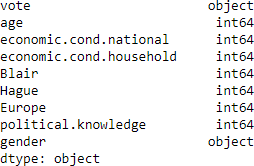 vote object
age int64
economic.cond.national int64
economic.cond.household int64
Blair int64
Hague int64
Europe int64
political.knowledge int64
gender object
dtype: object